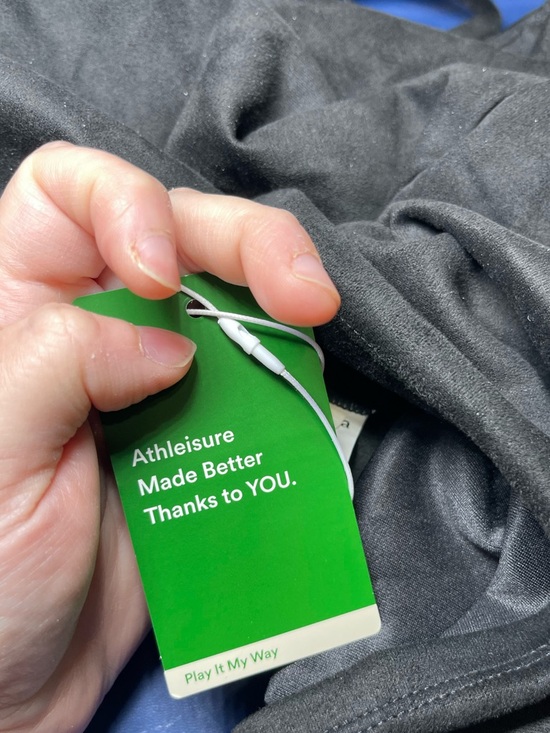 Athleisure
Made Better
Thanks to YOU.
Play It My Way